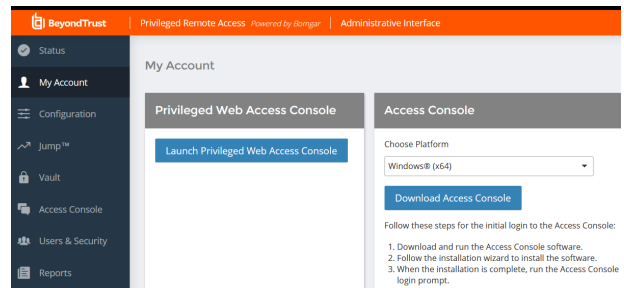 BeyondTrust Privileged Remote Access Powered by Bomgar Administrative Interface
Status
My Account
Configuration
Jump™
Vault
Access Console
Users & Security
Reports
My Account
Privileged Web Access Console
Launch Privileged Web Access Console
Access Console
Choose Platform
Windows® (x64)
Download Access Console
Follow these steps for the initial login to the Access Console:
1. Download and run the Access Console software.
2. Follow the installation wizard to install the software.
3. When the installation is complete, run the Access Console
login prompt.